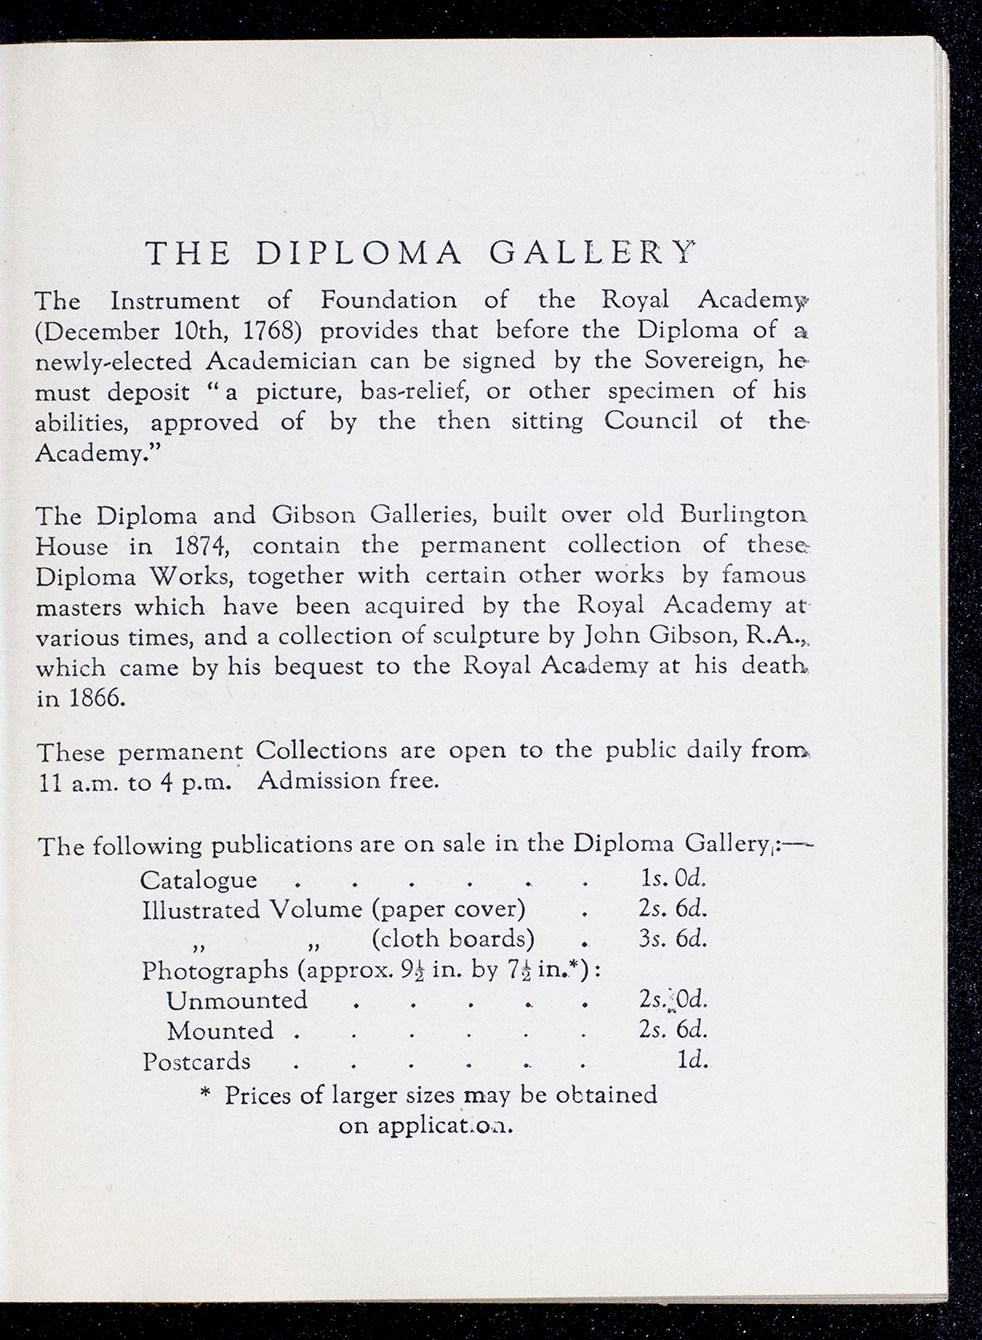 THE DIPLOMA GALLERY
The Instrument of Foundation of the Royal Academy
(December 10th, 1768) provides that before the Diploma of a
newly-elected Academician can be signed by the Sovereign, he
must deposit “ a picture, bas-relief, or other specimen of his
abilities, approved of by the then sitting Council of the
Academy.”
The Diploma and Gibson Galleries, built over old Burlington
House in 1874, contain the permanent collection of these
Diploma Works, together with certain other works by famous
masters which have been acquired by the Royal Academy at
various times, and a collection of sculpture by John Gibson, R.A.,
which came by his bequest to the Royal Academy at his death
in 1866.
These permanent Collections are open to the public daily from
11 a.m. to 4 p.m. Admission free.
The following publications are on sale in the Diploma Gallery:—
Catalogue . . . . . . 1s. 0d.
Illustrated Volume (paper cover) . 2s. 6d.
„ „ (cloth boards) . 3s. 6d.
Photographs (approx. 9½ in. by 7½ in.*) :
Unmounted . . . . . 2s. 0d.
Mounted . . . . . . 2s. 6d.
Postcards . . . . . . 1d.
* Prices of larger sizes may be obtained
on application.